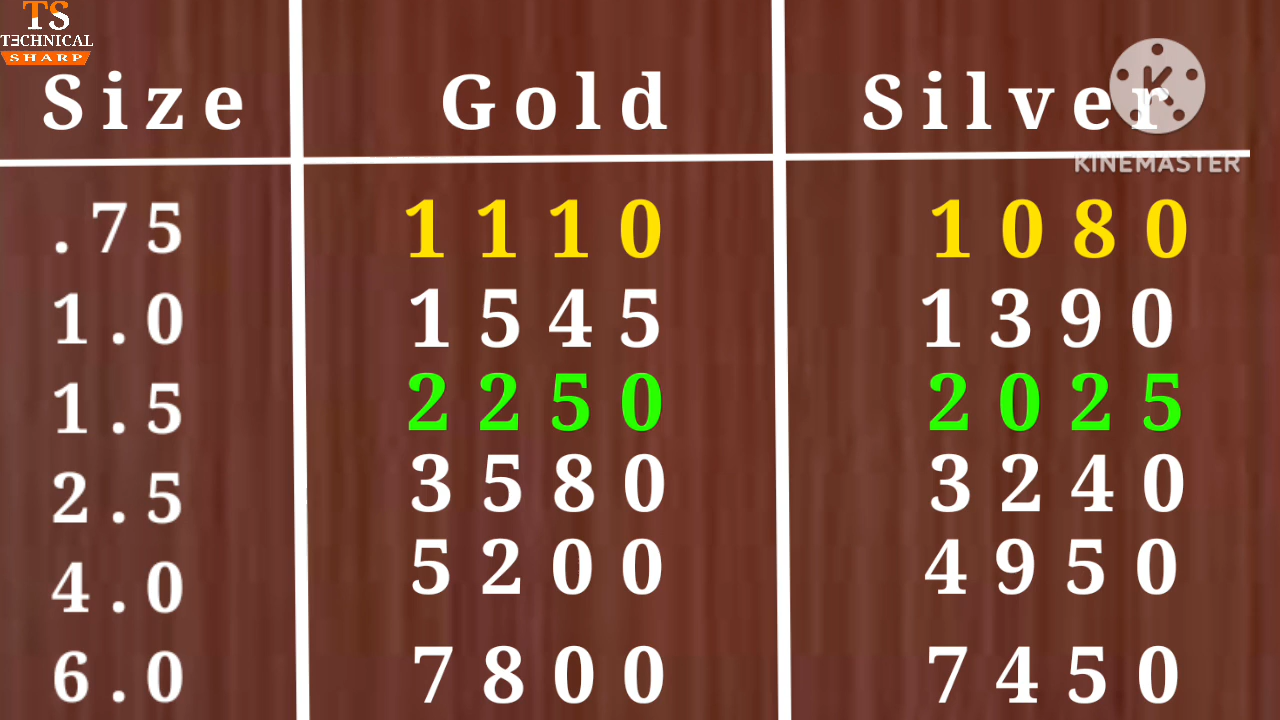 TS
TECHNICAL
SHARP
Size Gold Silver
KINEMASTER
.75 1110 1080
1.0 1545 1390
1.5 2250 2025
2.5 3580 3240
4.0 5200 4950
6.0 7800 7450